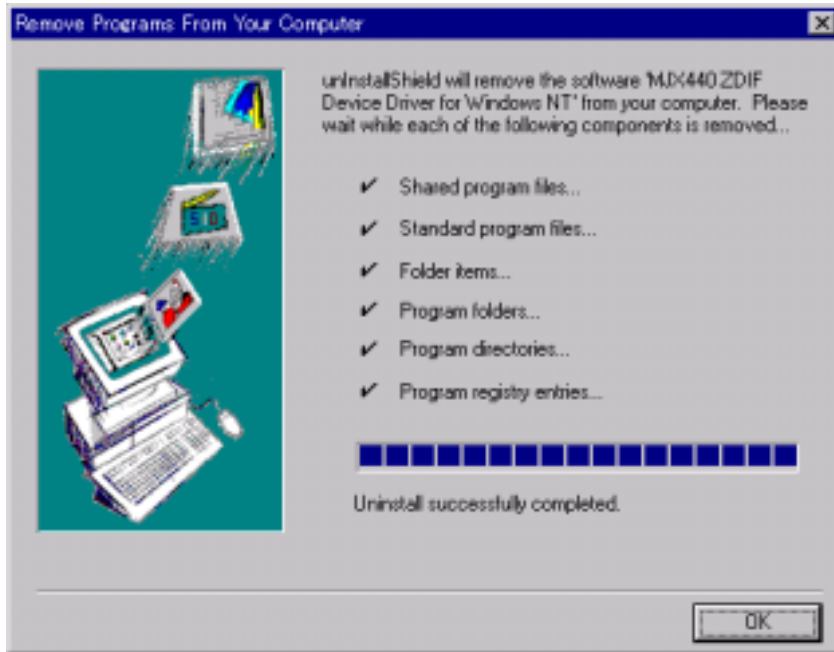 Remove Programs From Your Computer
unInstallShield will remove the software 'MJX440 ZDIF
Device Driver for Windows NT' from your computer. Please
wait while each of the following components is removed...
✔ Shared program files...
✔ Standard program files...
✔ Folder items...
✔ Program folders...
✔ Program directories...
✔ Program registry entries...
Uninstall successfully completed.
OK